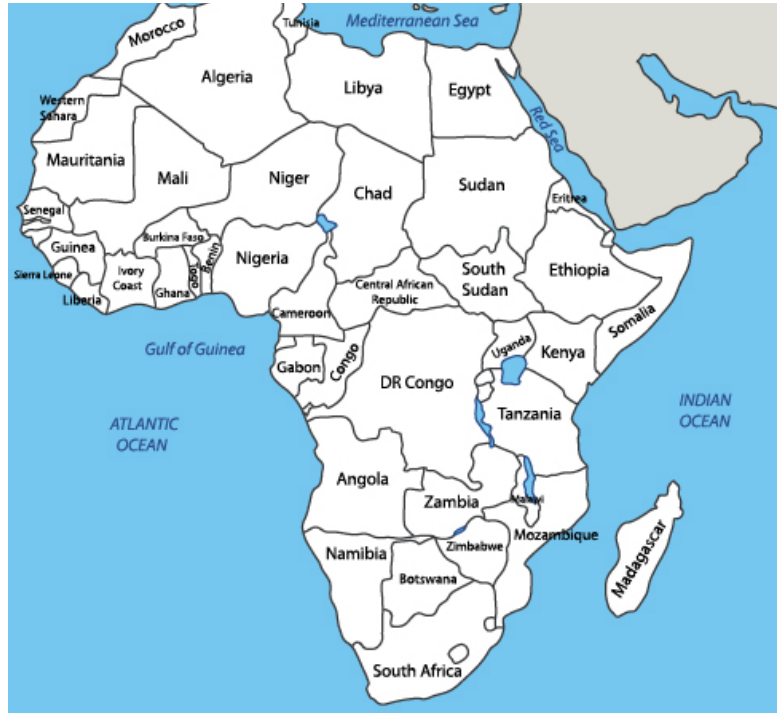 Mediterranean Sea
Tunisia
Morocco
Algeria
Libya
Egypt
Western
Sahara
Red Sea
Mauritania
Mali
Niger
Chad
Sudan
Eritrea
Senegal
Burkina Faso
Guinea
Benin
Nigeria
Togo
Ivory
Coast
Ghana
Sierra Leone
Liberia
Central African
Republic
South
Sudan
Ethiopia
Somalia
Cameroon
Gulf of Guinea
Gabon
Congo
Uganda
Kenya
DR Congo
Tanzania
INDIAN
OCEAN
ATLANTIC
OCEAN
Angola
Zambia
Malawi
Mozambique
Zimbabwe
Namibia
Botswana
Madagascar
South Africa